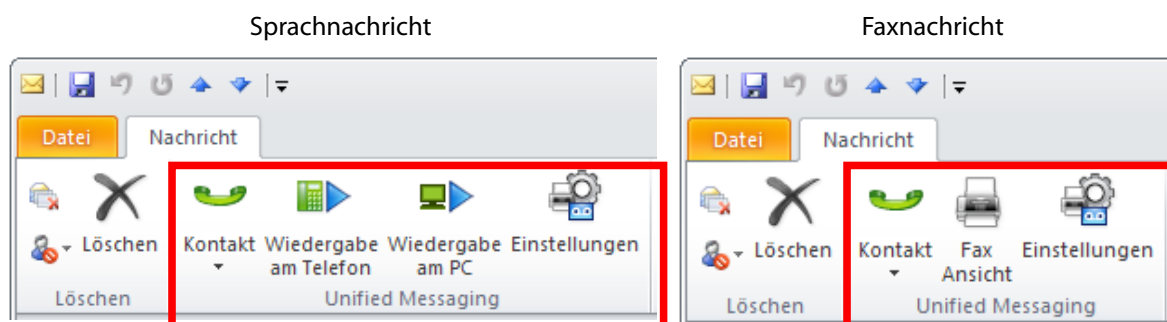 Sprachnachricht
Datei Nachricht
Löschen
Kontakt
Wiedergabe
am Telefon
Wiedergabe
am PC
Einstellungen
Löschen
Unified Messaging
Faxnachricht
Datei Nachricht
Löschen
Kontakt
Fax
Ansicht
Einstellungen
Löschen
Unified Messaging